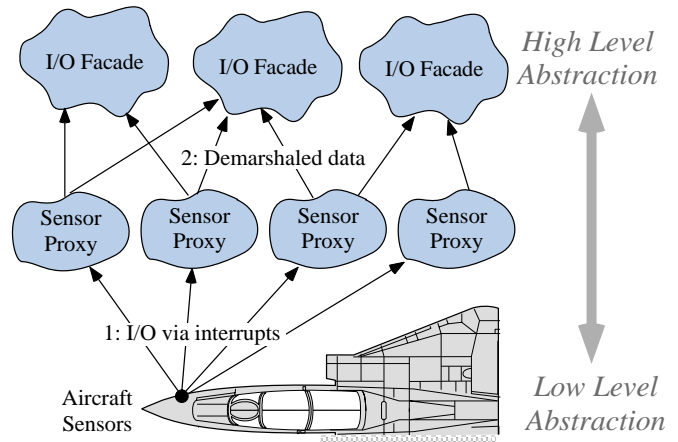 I/O Facade
I/O Facade
I/O Facade
High Level
Abstraction
2: Demarshaled data
Sensor
Proxy
Sensor
Proxy
Sensor
Proxy
Sensor
Proxy
1: I/O via interrupts
Aircraft
Sensors
Low Level
Abstraction